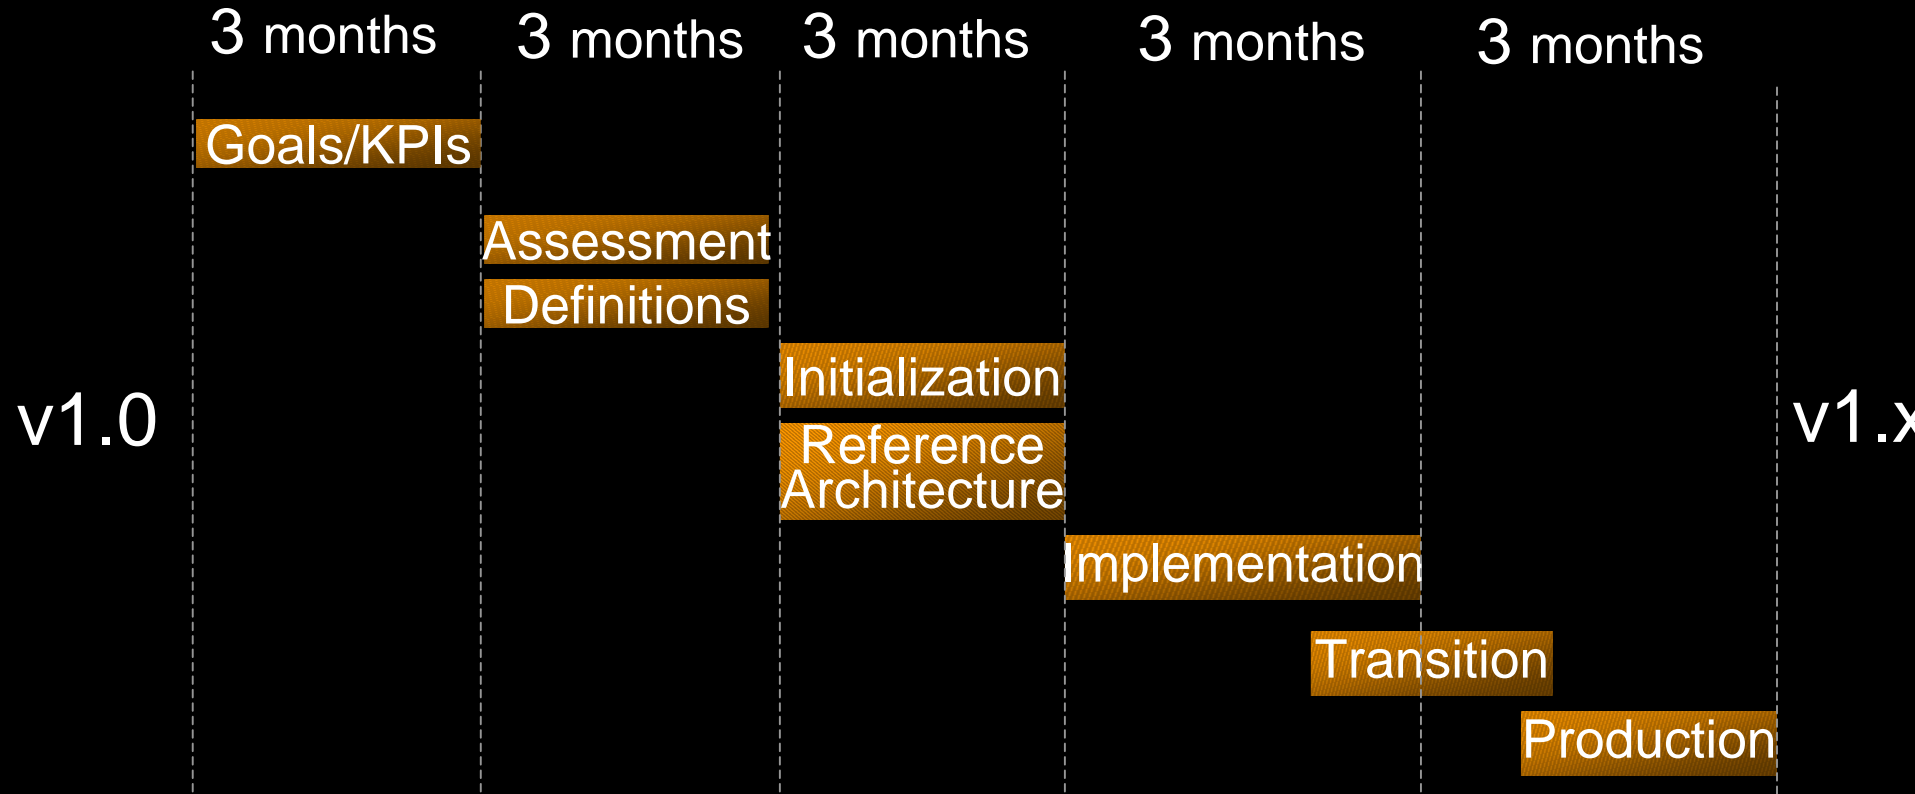 3 months
3 months
3 months
3 months
3 months
Goals/KPIs
Assessment
Definitions
Initialization
v1.0
v1.x
Reference
Architecture
Implementation
Transition
Production